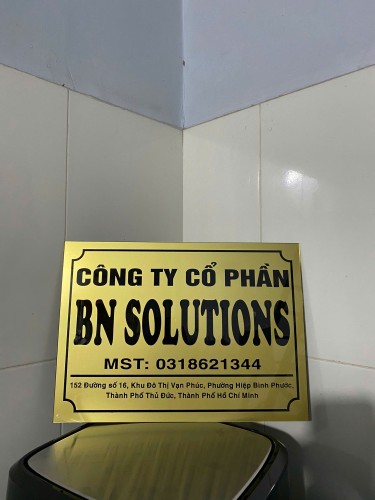 CÔNG TY CỔ PHẦN
BN SOLUTIONS
MST: 0318621344
152 Đường số 16, Khu Đô Thị Vạn Phúc, Phường Hiệp Bình Phước,
Thành Phố Thủ Đức, Thành Phố Hồ Chí Minh